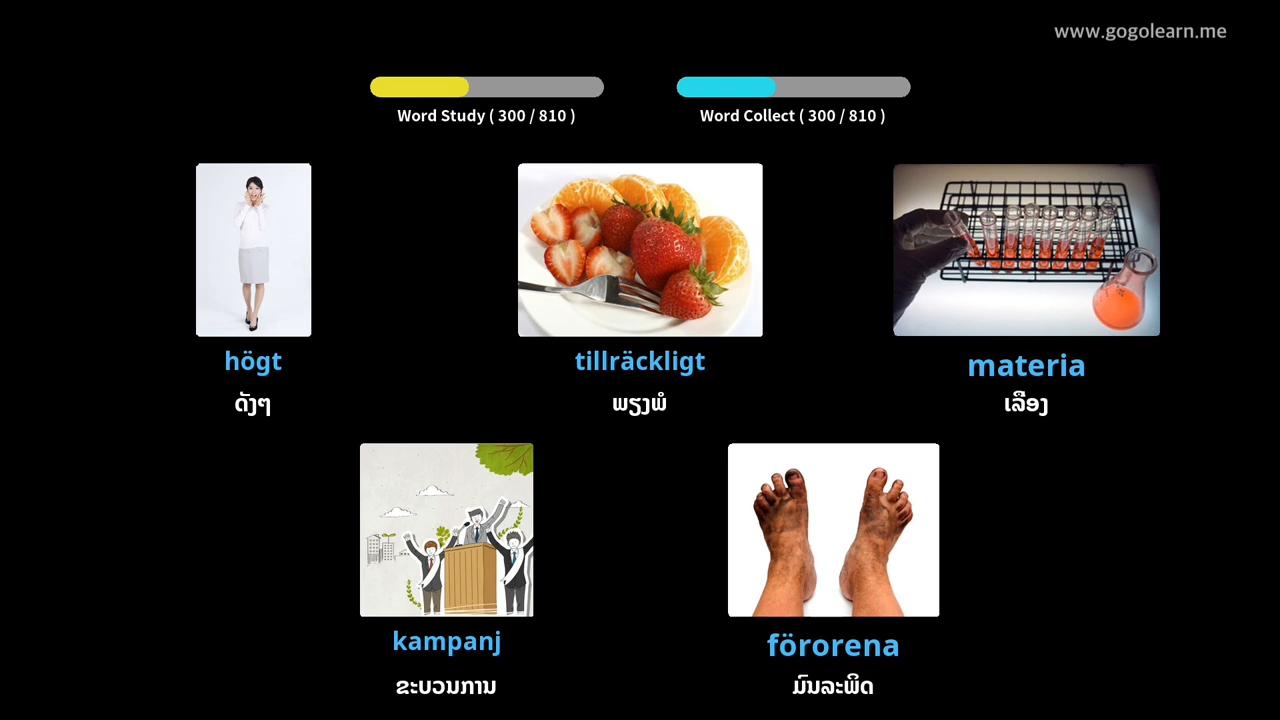 www.gogolearn.me
Word Study ( 300 / 810 )
Word Collect ( 300 / 810 )
högt
tillräckligt
materia
ດັງໆ
ພຽງພໍ
ເລື່ອງ
kampanj
förorena
ຂະບວນການ
ມົນລະພິດ